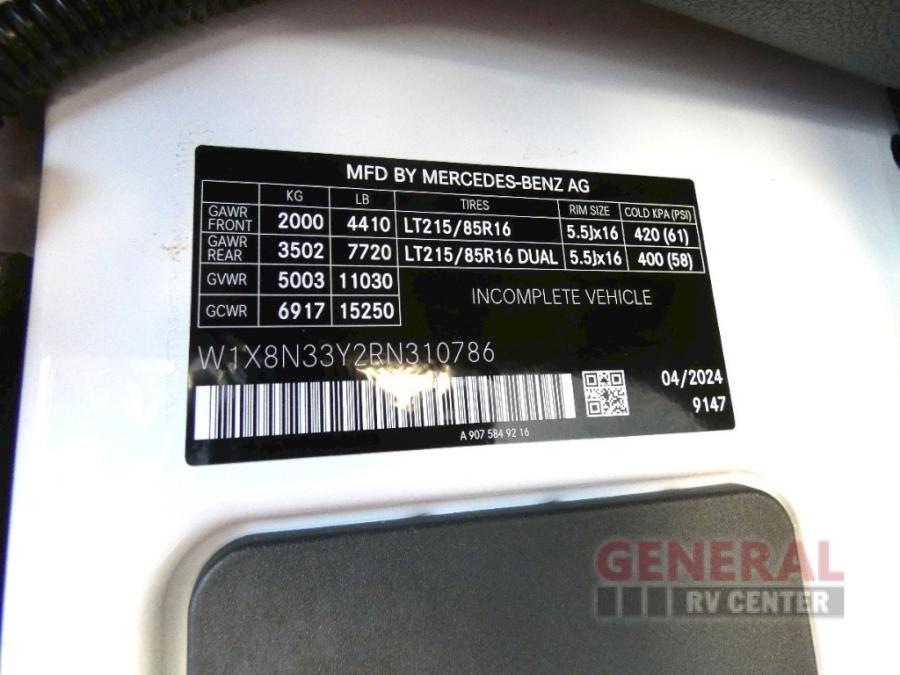 MFD BY MERCEDES-BENZ AG
KG LB TIRES RIM SIZE COLD KPA (PSI)
GAWR FRONT 2000 4410 LT215/85R16 5.5Jx16 420 (61)
GAWR REAR 3502 7720 LT215/85R16 DUAL 5.5Jx16 400 (58)
GVWR 5003 11030
INCOMPLETE VEHICLE
GCWR 6917 15250
W1X8N33Y2RN310786
04/2024
9147
A 907 584 92 16
GENERAL
RV CENTER